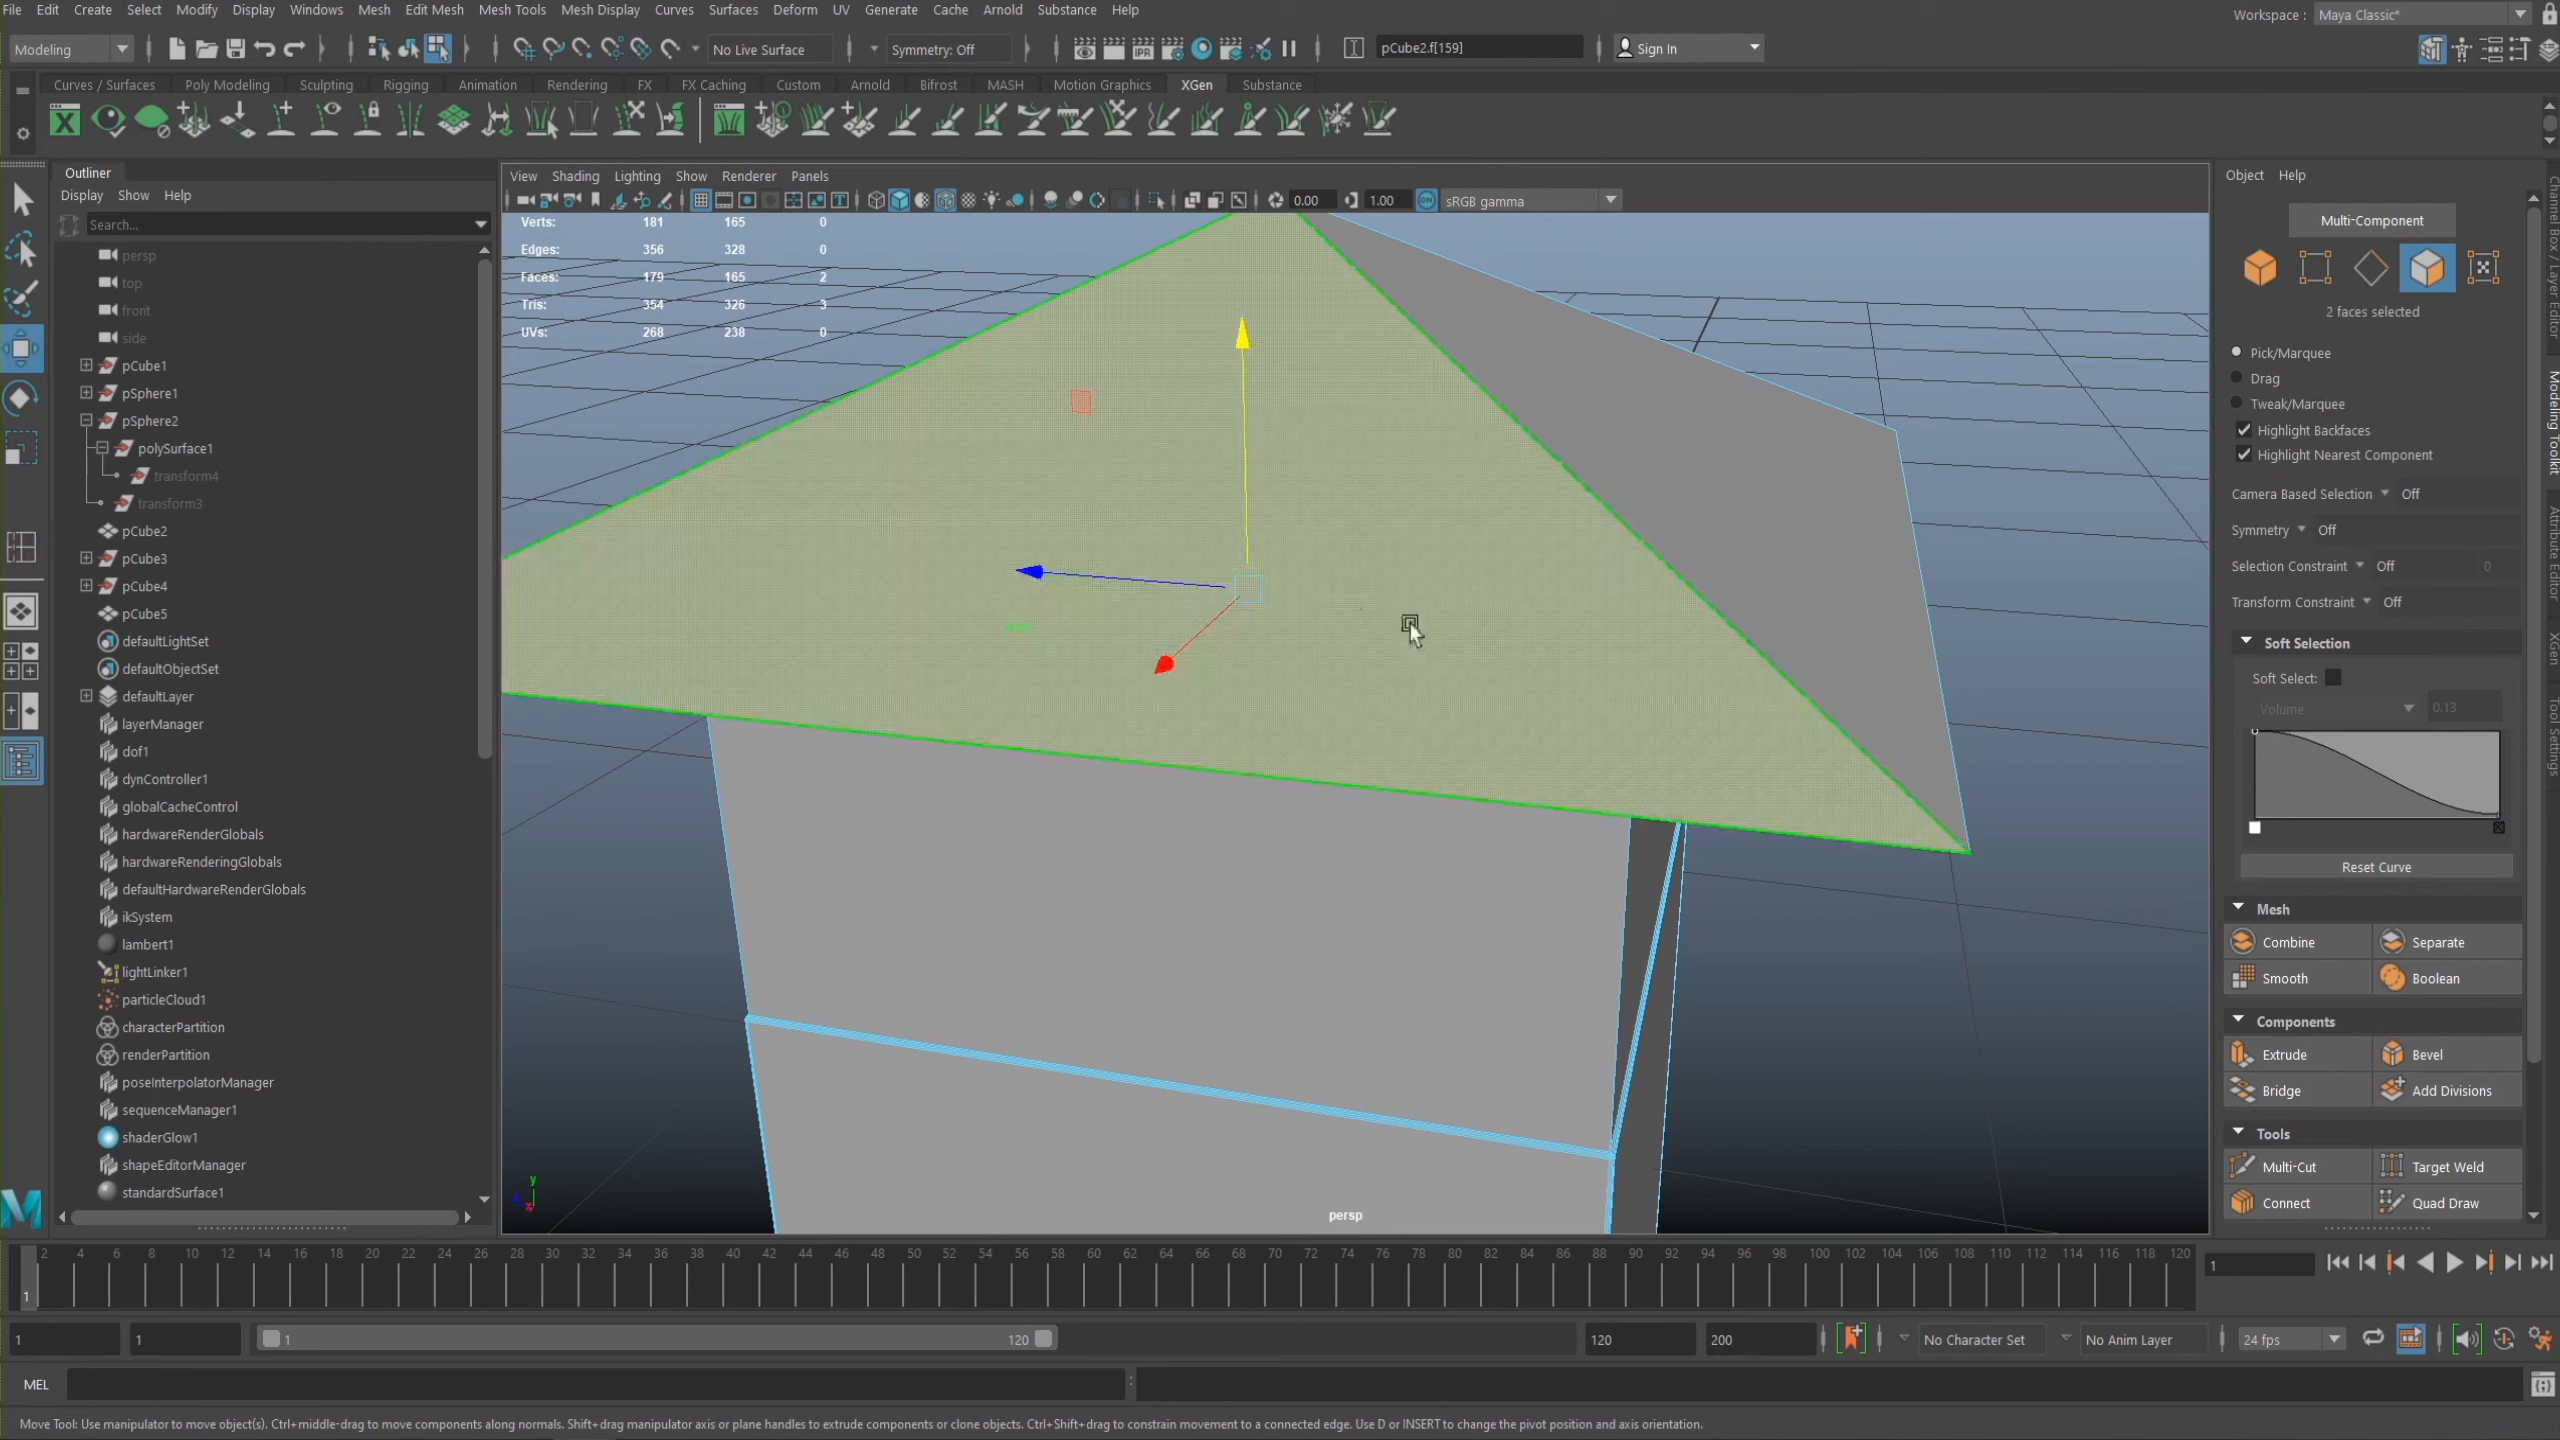 File Edit Create Select Modify Display Windows Mesh Edit Mesh Mesh Tools Mesh Display Curves Surfaces Deform UV Generate Cache Arnold Substance Help
Workspace : Maya Classic*
Modeling No Live Surface Symmetry: Off IPR pCube2.f[159] Sign In
Curves / Surfaces Poly Modeling Sculpting Rigging Animation Rendering FX FX Caching Custom Arnold Bifrost MASH Motion Graphics XGen Substance
Outliner
Display Show Help
Search...
persp
top
front
side
pCube1
pSphere1
pSphere2
polySurface1
transform4
transform3
pCube2
pCube3
pCube4
pCube5
defaultLightSet
defaultObjectSet
defaultLayer
layerManager
dof1
dynController1
globalCacheControl
hardwareRenderGlobals
hardwareRenderingGlobals
defaultHardwareRenderGlobals
ikSystem
lambert1
lightLinker1
particleCloud1
characterPartition
renderPartition
poseInterpolatorManager
sequenceManager1
shaderGlow1
shapeEditorManager
standardSurface1
View Shading Lighting Show Renderer Panels
0.00 1.00 ON sRGB gamma
Verts: 181 165 0
Edges: 356 328 0
Faces: 179 165 2
Tris: 354 326 3
UVs: 268 238 0
y
persp
Object Help
Multi-Component
2 faces selected
Pick/Marquee
Drag
Tweak/Marquee
Highlight Backfaces
Highlight Nearest Component
Camera Based Selection Off
Symmetry Off
Selection Constraint Off 0
Transform Constraint Off
Soft Selection
Soft Select:
Volume 0.13
Reset Curve
Mesh
Combine Separate
Smooth Boolean
Components
Extrude Bevel
Bridge Add Divisions
Tools
Multi-Cut Target Weld
Connect Quad Draw
Channel Box / Layer Editor
Modeling Toolkit
Attribute Editor
XGen
Tool Settings
2 4 6 8 10 12 14 16 18 20 22 24 26 28 30 32 34 36 38 40 42 44 46 48 50 52 54 56 58 60 62 64 66 68 70 72 74 76 78 80 82 84 86 88 90 92 94 96 98 100 102 104 106 108 110 112 114 116 118 120
1 1
1 1 1 120 120 200 No Character Set No Anim Layer 24 fps
MEL
Move Tool: Use manipulator to move object(s). Ctrl+middle-drag to move components along normals. Shift+drag manipulator axis or plane handles to extrude components or clone objects. Ctrl+Shift+drag to constrain movement to a connected edge. Use D or INSERT to change the pivot position and axis orientation.